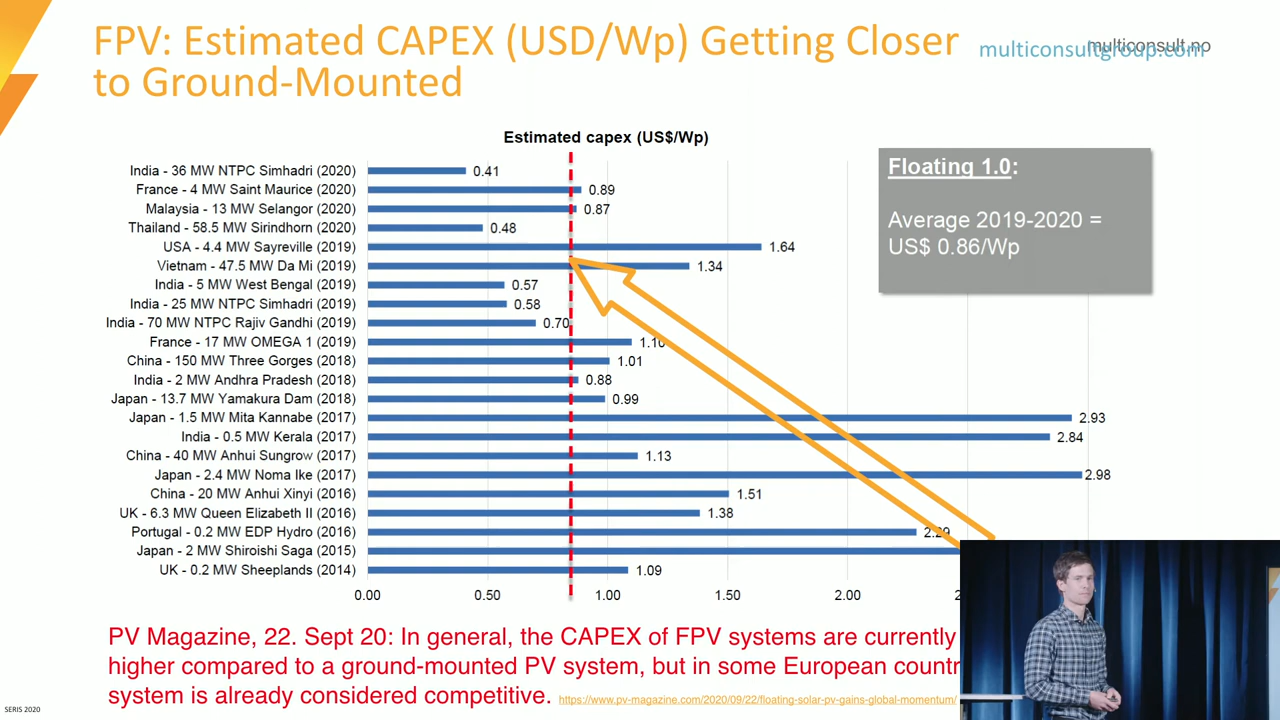 FPV: Estimated CAPEX (USD/Wp) Getting Closer
to Ground-Mounted
multiconsult.no
multiconsultgroup.com
Estimated capex (US$/Wp)
India - 36 MW NTPC Simhadri (2020) 0.41
France - 4 MW Saint Maurice (2020) 0.89
Malaysia - 13 MW Selangor (2020) 0.87
Thailand - 58.5 MW Sirindhorn (2020) 0.48
USA - 4.4 MW Sayreville (2019) 1.64
Vietnam - 47.5 MW Da Mi (2019) 1.34
India - 5 MW West Bengal (2019) 0.57
India - 25 MW NTPC Simhadri (2019) 0.58
India - 70 MW NTPC Rajiv Gandhi (2019) 0.70
France - 17 MW OMEGA 1 (2019) 1.10
China - 150 MW Three Gorges (2018) 1.01
India - 2 MW Andhra Pradesh (2018) 0.88
Japan - 13.7 MW Yamakura Dam (2018) 0.99
Japan - 1.5 MW Mita Kannabe (2017) 2.93
India - 0.5 MW Kerala (2017) 2.84
China - 40 MW Anhui Sungrow (2017) 1.13
Japan - 2.4 MW Noma Ike (2017) 2.98
China - 20 MW Anhui Xinyi (2016) 1.51
UK - 6.3 MW Queen Elizabeth II (2016) 1.38
Portugal - 0.2 MW EDP Hydro (2016) 2.29
Japan - 2 MW Shiroishi Saga (2015)
UK - 0.2 MW Sheeplands (2014) 1.09
0.00 0.50 1.00 1.50 2.00
Floating 1.0:
Average 2019-2020 =
US$ 0.86/Wp
PV Magazine, 22. Sept 20: In general, the CAPEX of FPV systems are currently
higher compared to a ground-mounted PV system, but in some European countr
system is already considered competitive. https://www.pv-magazine.com/2020/09/22/floating-solar-pv-gains-global-momentum/
SERIS 2020